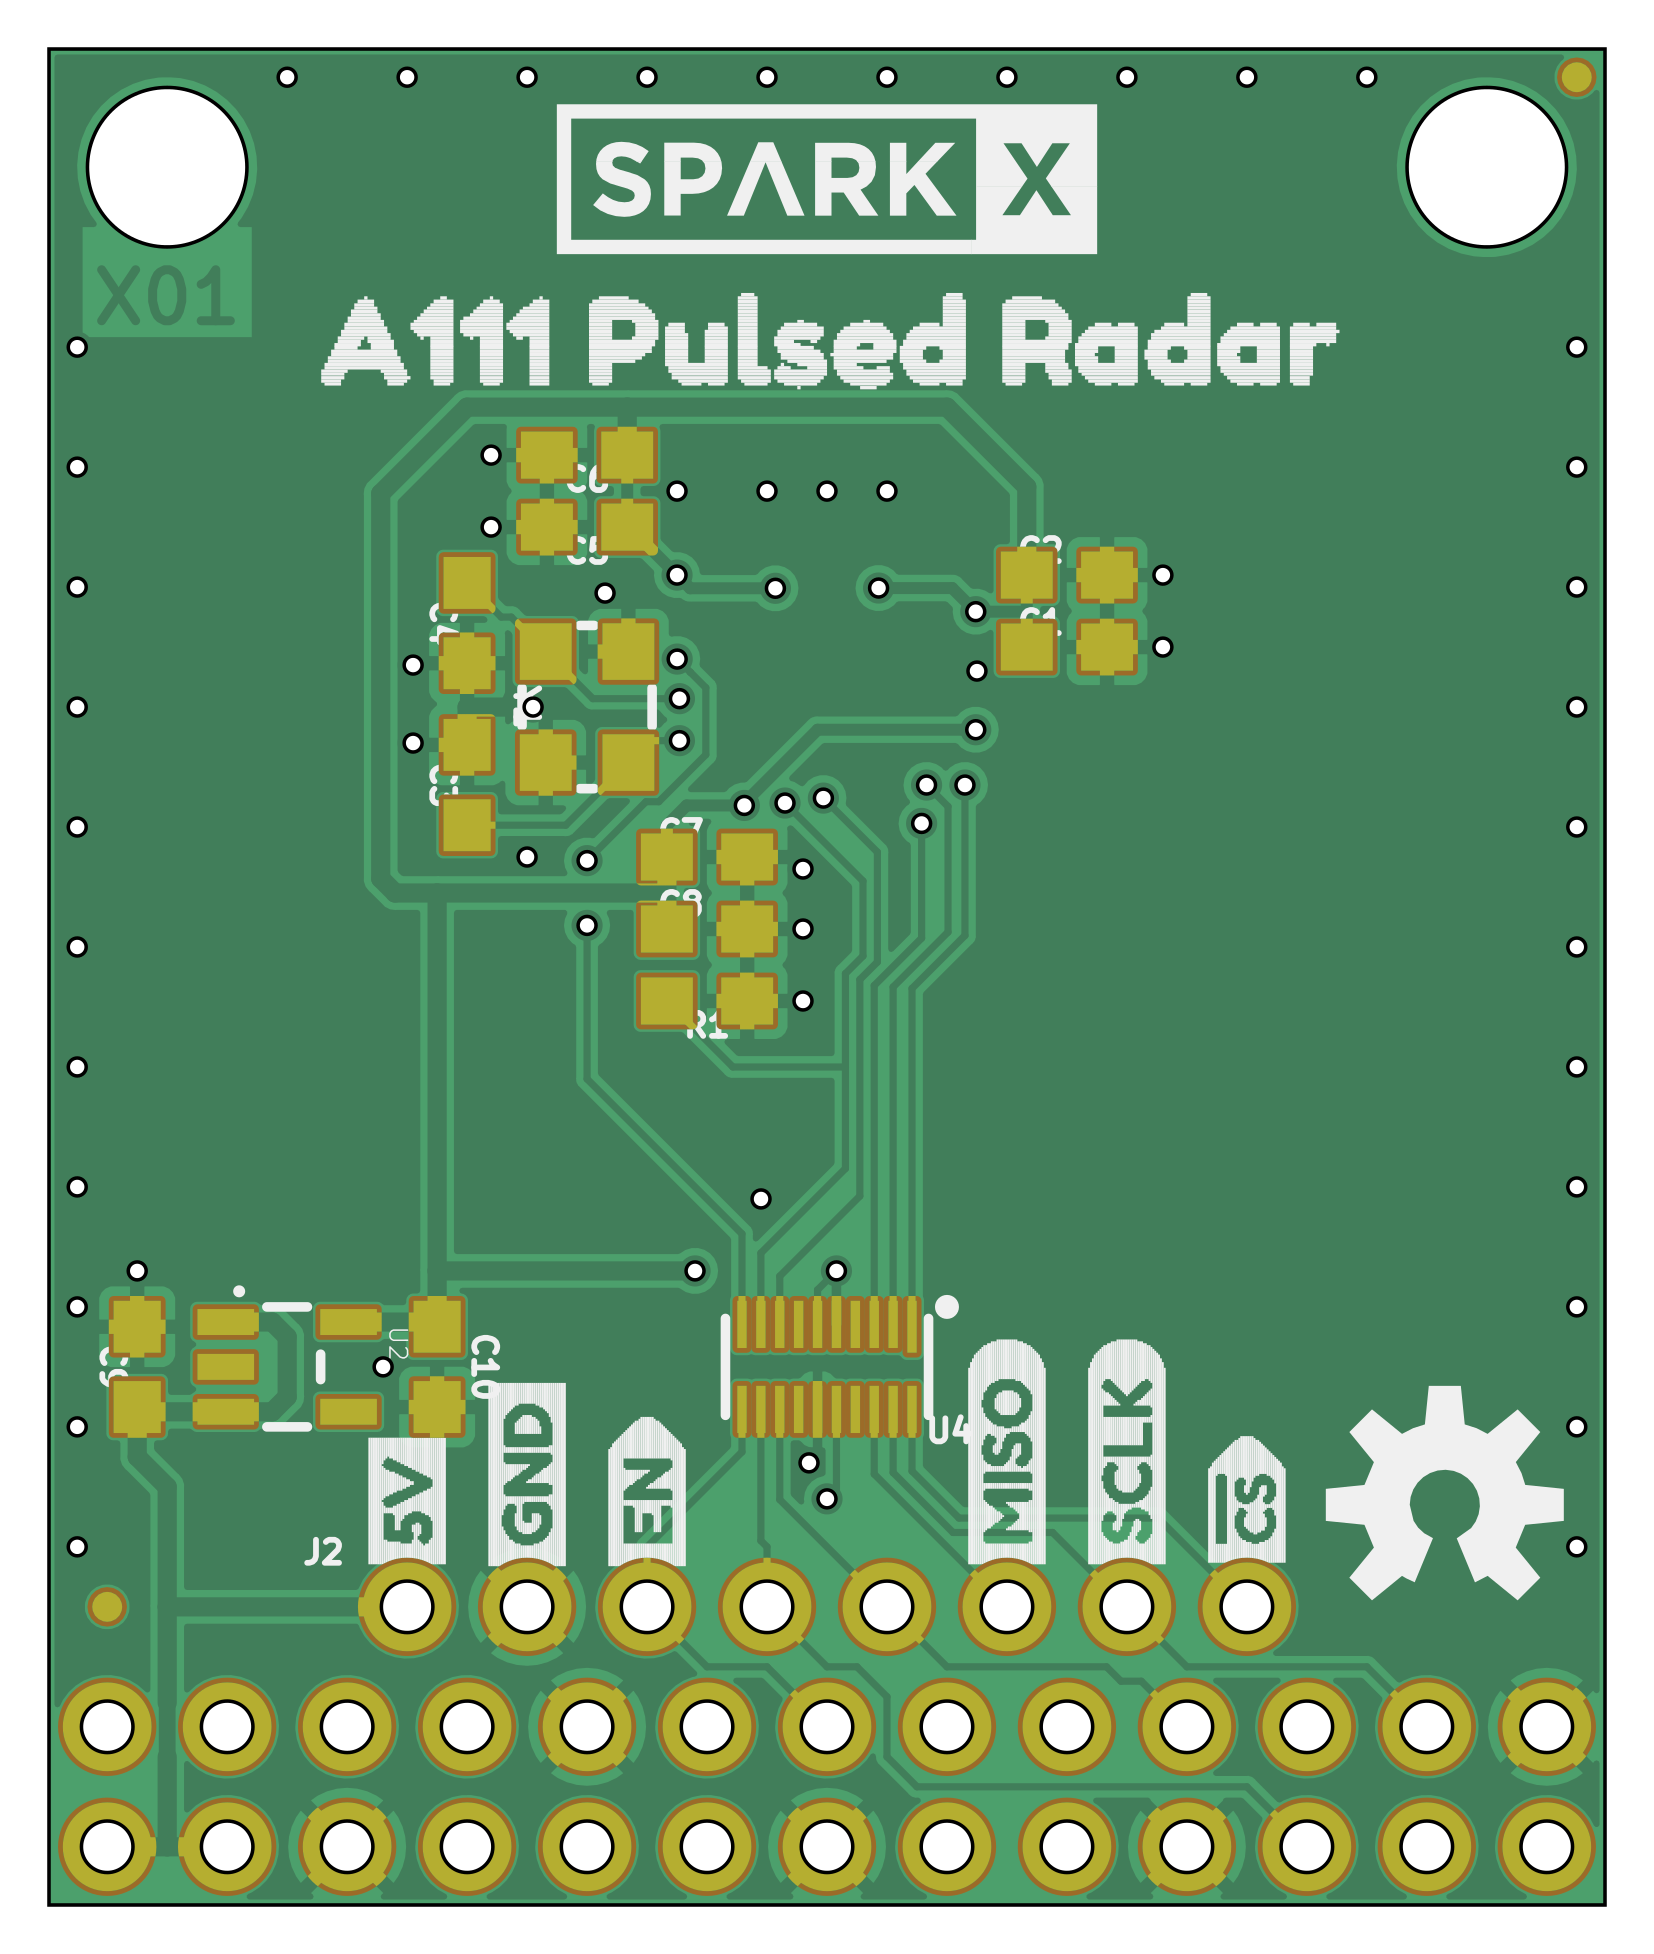 SPARK X
X01
A111 Pulsed Radar
C6
C5
C2
C1
C4
C3
C7
C8
R1
U2
C9
C10
U4
5V
GND
EN
MISO
SCLK
CS
J2